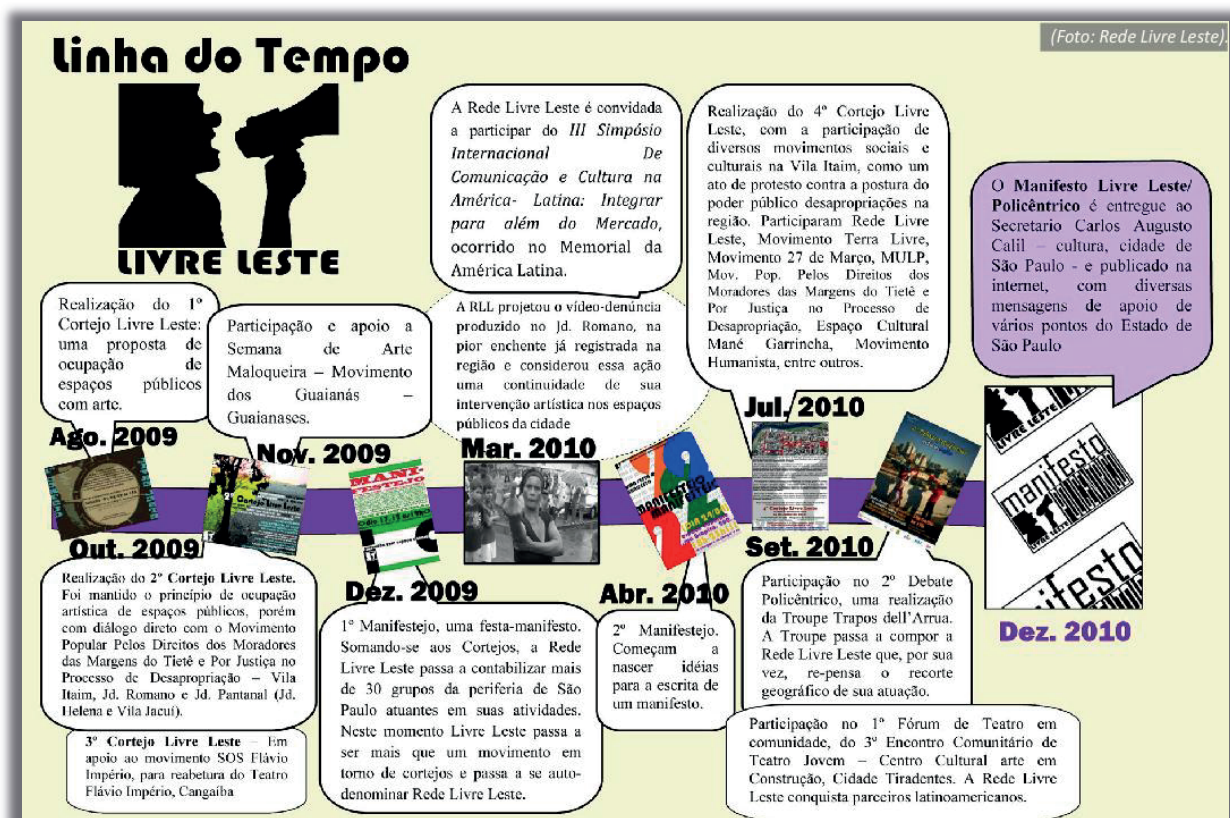 (Foto: Rede Livre Leste).
Linha do Tempo
LIVRE LESTE
Realização do 1º
Cortejo Livre Leste:
uma proposta de
ocupação de
espaços públicos
com arte.
Ago. 2009
Participação e apoio a
Semana de Arte
Maloqueira – Movimento
dos Guaianás –
Guaianases.
Nov. 2009
A Rede Livre Leste é convidada
a participar do III Simpósio
Internacional De
Comunicação e Cultura na
América- Latina: Integrar
para além do Mercado,
ocorrido no Memorial da
América Latina.
A RLL projetou o vídeo-denúncia
produzido no Jd. Romano, na
pior enchente já registrada na
região e considerou essa ação
uma continuidade de sua
intervenção artística nos espaços
públicos da cidade
Mar. 2010
Realização do 4º Cortejo Livre
Leste, com a participação de
diversos movimentos sociais e
culturais na Vila Itaim, como um
ato de protesto contra a postura do
poder público desapropriações na
região. Participaram Rede Livre
Leste, Movimento Terra Livre,
Movimento 27 de Março, MULP,
Mov. Pop. Pelos Direitos dos
Moradores das Margens do Tietê e
Por Justiça no Processo de
Desapropriação, Espaço Cultural
Mané Garrincha, Movimento
Humanista, entre outros.
Jul. 2010
O Manifesto Livre Leste/
Policêntrico é entregue ao
Secretario Carlos Augusto
Calil – cultura, cidade de
São Paulo - e publicado na
internet, com diversas
mensagens de apoio de
vários pontos do Estado de
São Paulo
LIVRE LESTE
manifesto
LIVRE LESTE
manifesto
Dez. 2010
2º Cortejo Livre Leste
MANI-
FESTEJO
MANIFESTO
4º Cortejo Livre Leste
Out. 2009
Realização do 2º Cortejo Livre Leste.
Foi mantido o princípio de ocupação
artística de espaços públicos, porém
com diálogo direto com o Movimento
Popular Pelos Direitos dos Moradores
das Margens do Tietê e Por Justiça no
Processo de Desapropriação – Vila
Itaim, Jd. Romano e Jd. Pantanal (Jd.
Helena e Vila Jacuí).
3º Cortejo Livre Leste – Em
apoio ao movimento SOS Flávio
Império, para reabetura do Teatro
Flávio Império, Cangaíba
Dez. 2009
1º Manifestejo, uma festa-manifesto.
Somando-se aos Cortejos, a Rede
Livre Leste passa a contabilizar mais
de 30 grupos da periferia de São
Paulo atuantes em suas atividades.
Neste momento Livre Leste passa a
ser mais que um movimento em
torno de cortejos e passa a se auto-
denominar Rede Livre Leste.
Abr. 2010
2º Manifestejo.
Começam a
nascer idéias
para a escrita de
um manifesto.
Set. 2010
Participação no 2º Debate
Policêntrico, uma realização
da Troupe Trapos dell'Arrua.
A Troupe passa a compor a
Rede Livre Leste que, por sua
vez, re-pensa o recorte
geográfico de sua atuação.
Participação no 1º Fórum de Teatro em
comunidade, do 3º Encontro Comunitário de
Teatro Jovem – Centro Cultural arte em
Construção, Cidade Tiradentes. A Rede Livre
Leste conquista parceiros latinoamericanos.